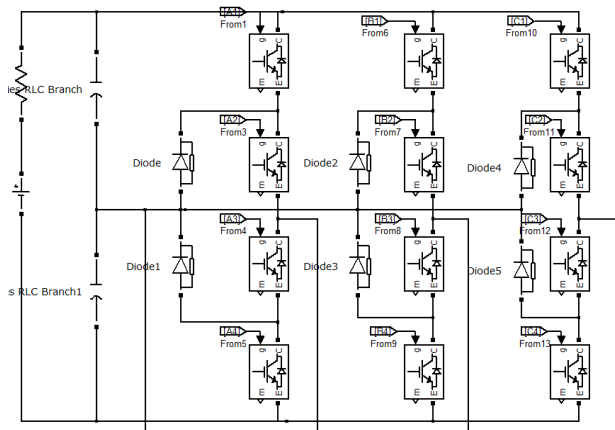 [A1]
From1
[B1]
From6
[C1]
From10
g C
m E
g C
m E
g C
m E
ies RLC Branch
[A2]
From3
[B2]
From7
[C2]
From11
Diode
Diode2
Diode4
g C
m E
g C
m E
g C
m E
[A3]
From4
[B3]
From8
[C3]
From12
Diode1
Diode3
Diode5
g C
m E
g C
m E
g C
m E
s RLC Branch1
[A4]
From5
[B4]
From9
[C4]
From13
g C
m E
g C
m E
g C
m E